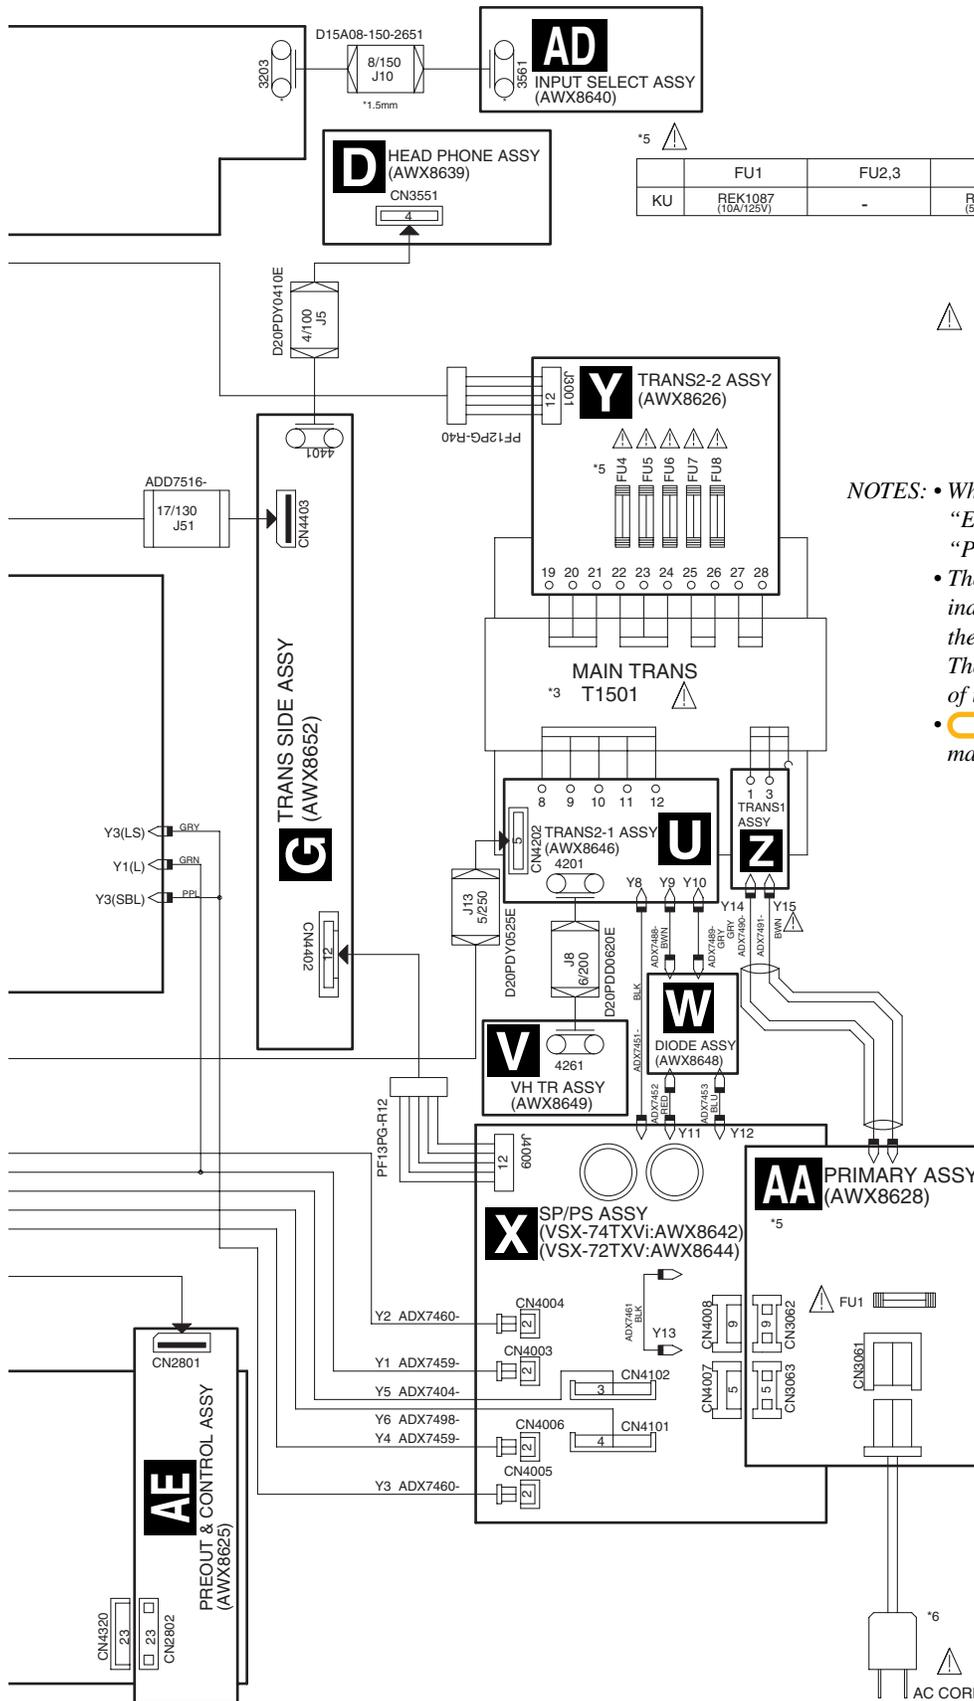 D15A08-150-2651
3203
8/150
J10
*1.5mm
3561
*
*
AD
INPUT SELECT ASSY
(AWX8640)
D
HEAD PHONE ASSY
(AWX8639)
CN3551
4
*5
FU1 FU2,3
KU REK1087 -
(10A/125V)
D20PDY0410E
4/100
J5
4401
PF12PG-R40
J3001
12
Y
TRANS2-2 ASSY
(AWX8626)
*5
FU4
FU5
FU6
FU7
FU8
19 20 21 22 23 24 25 26 27 28
ADD7516-
17/130
J51
CN4403
G
TRANS SIDE ASSY
(AWX8652)
NOTES: •
• 
•
MAIN TRANS
*3 T1501
8 9 10 11 12
1 3
TRANS1
ASSY
Z
CN4202
5
TRANS2-1 ASSY
(AWX8646)
U
4201
Y8 Y9 Y10
Y14 Y15
Y3(LS) GRY
Y1(L) GRN
Y3(SBL) PPL
J13
5/250
D20PDY0525E
J8
6/200
D20PDD0620E
CN4402
12
ADX7451-
BLK
ADX7488-
BWN
ADX7489-
GRY
ADX7490-
GRY
ADX7491-
BWN
W
DIODE ASSY
(AWX8648)
V
4261
VH TR ASSY
(AWX8649)
ADX7452
RED
ADX7453
BLU
Y11 Y12
PF13PG-R12
J4009
12
X
SP/PS ASSY
(VSX-74TXVi:AWX8642)
(VSX-72TXV:AWX8644)
AA
PRIMARY ASSY
(AWX8628)
*5
ADX7461
BLK
Y13
FU1
CN4008
9
9
CN3062
CN4007
5
5
CN3063
CN3061
Y2 ADX7460-
CN4004
2
Y1 ADX7459-
CN4003
2
Y5 ADX7404-
CN4102
3
Y6 ADX7498-
CN4101
4
Y4 ADX7459-
CN4006
2
Y3 ADX7460-
CN4005
2
CN2801
AE
PREOUT & CONTROL ASSY
(AWX8625)
CN4320
23
23
CN2802
*6
AC